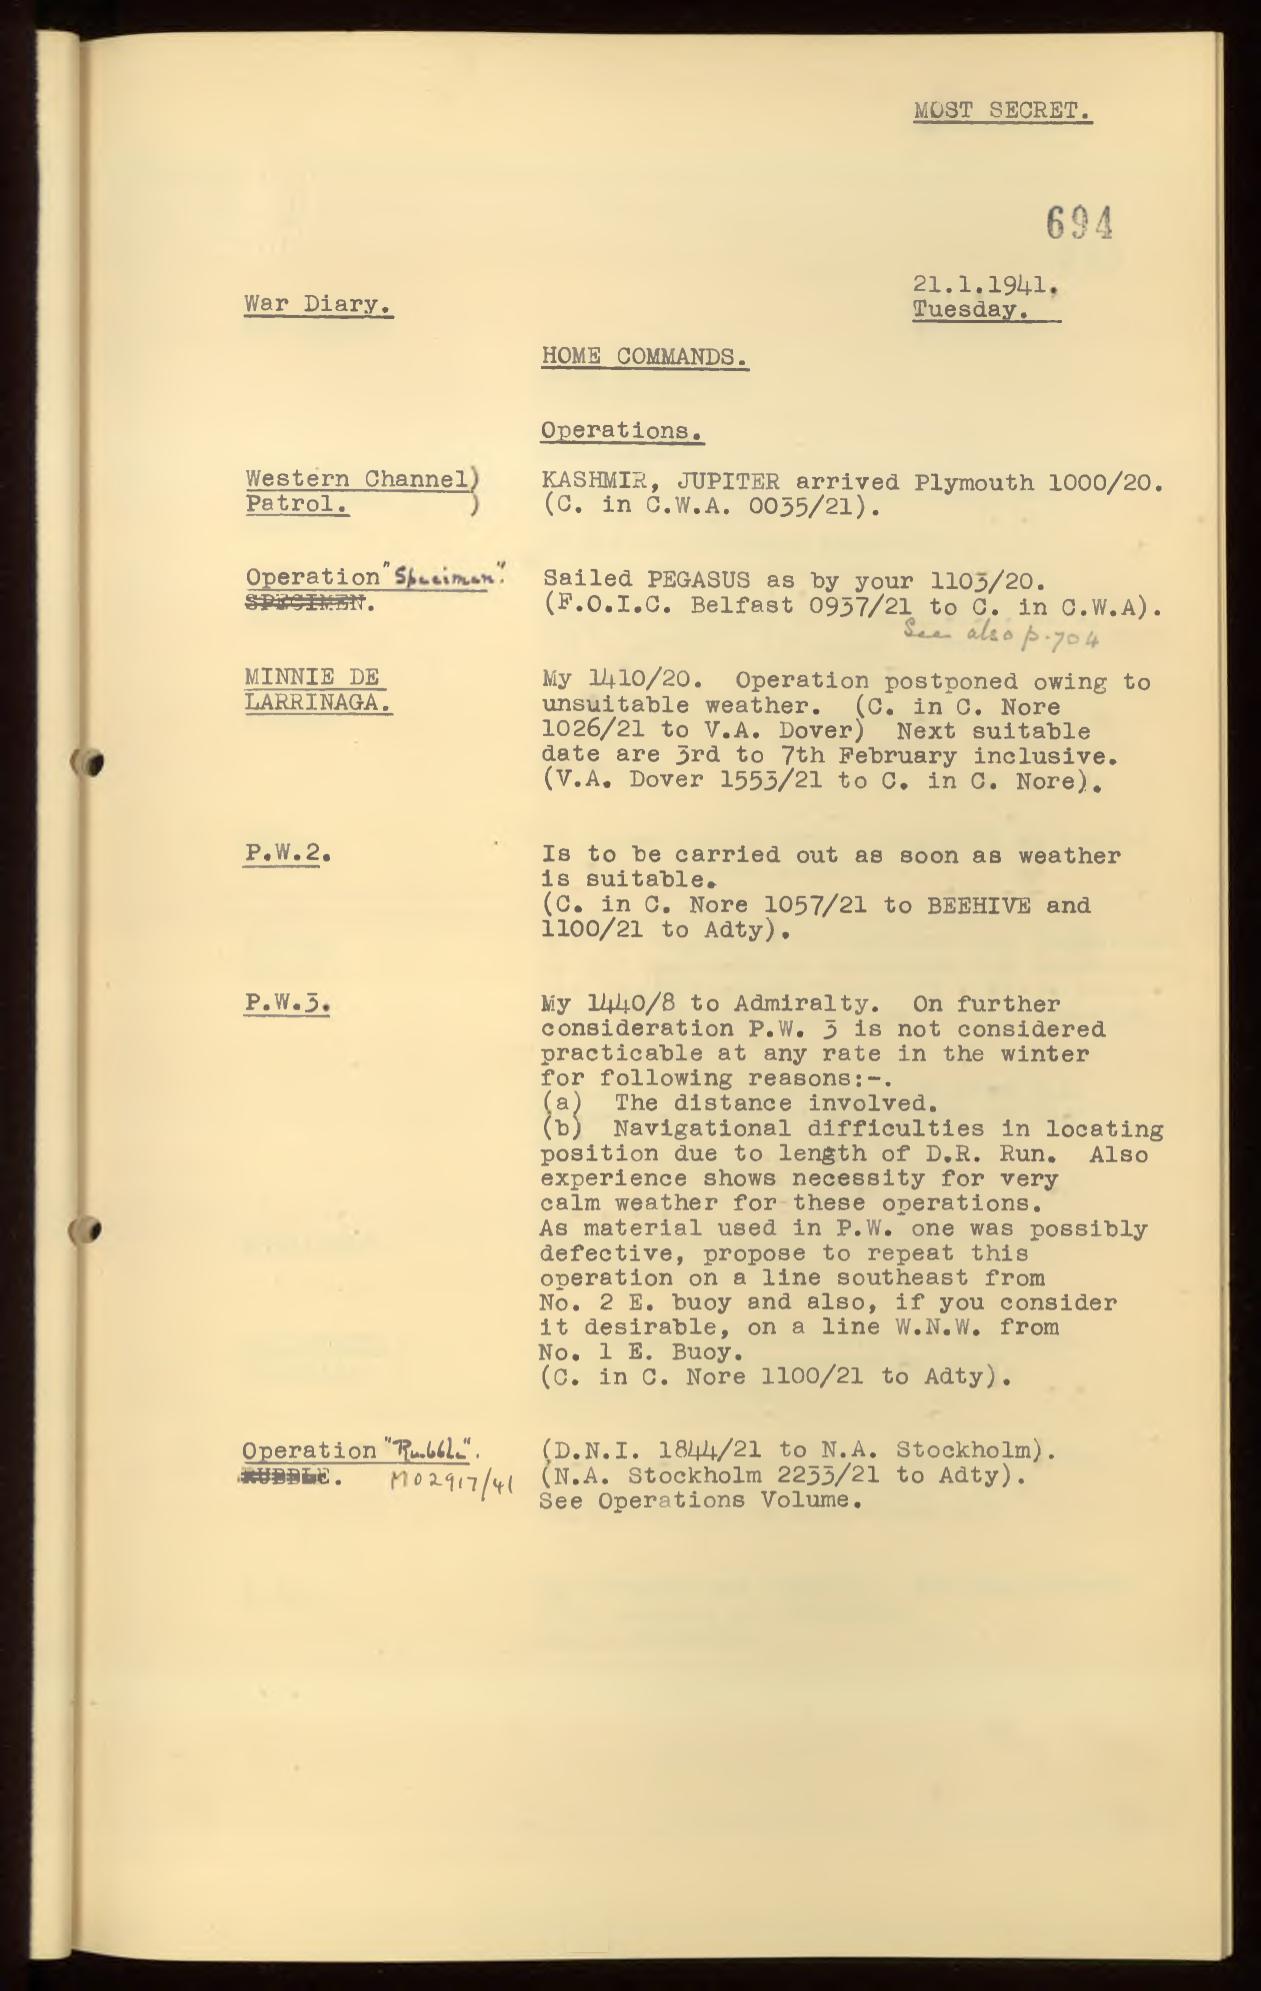 MOST SECRET.
694
21.1.1941.
War Diary.
Tuesday.
HOME COMMANDS.
Operations.
Western Channel) KASHMIR, JUPITER arrived Plymouth 1000/20.
Patrol. ) (C. in C.W.A. 0035/21).
Operation "Specimen". Sailed PEGASUS as by your 1103/20.
SPECIMEN. (F.O.I.C. Belfast 0937/21 to C. in C.W.A).
See also p.704
MINNIE DE My 1410/20. Operation postponed owing to
LARRINAGA. unsuitable weather. (C. in C. Nore
1026/21 to V.A. Dover) Next suitable
date are 3rd to 7th February inclusive.
(V.A. Dover 1553/21 to C. in C. Nore).
P.W.2. Is to be carried out as soon as weather
is suitable.
(C. in C. Nore 1057/21 to BEEHIVE and
1100/21 to Adty).
P.W.3. My 1440/8 to Admiralty. On further
consideration P.W. 3 is not considered
practicable at any rate in the winter
for following reasons:-.
(a) The distance involved.
(b) Navigational difficulties in locating
position due to length of D.R. Run. Also
experience shows necessity for very
calm weather for these operations.
As material used in P.W. one was possibly
defective, propose to repeat this
operation on a line southeast from
No. 2 E. buoy and also, if you consider
it desirable, on a line W.N.W. from
No. 1 E. Buoy.
(C. in C. Nore 1100/21 to Adty).
Operation "Rubble". (D.N.I. 1844/21 to N.A. Stockholm).
RUBBLE. M02917/41 (N.A. Stockholm 2233/21 to Adty).
See Operations Volume.